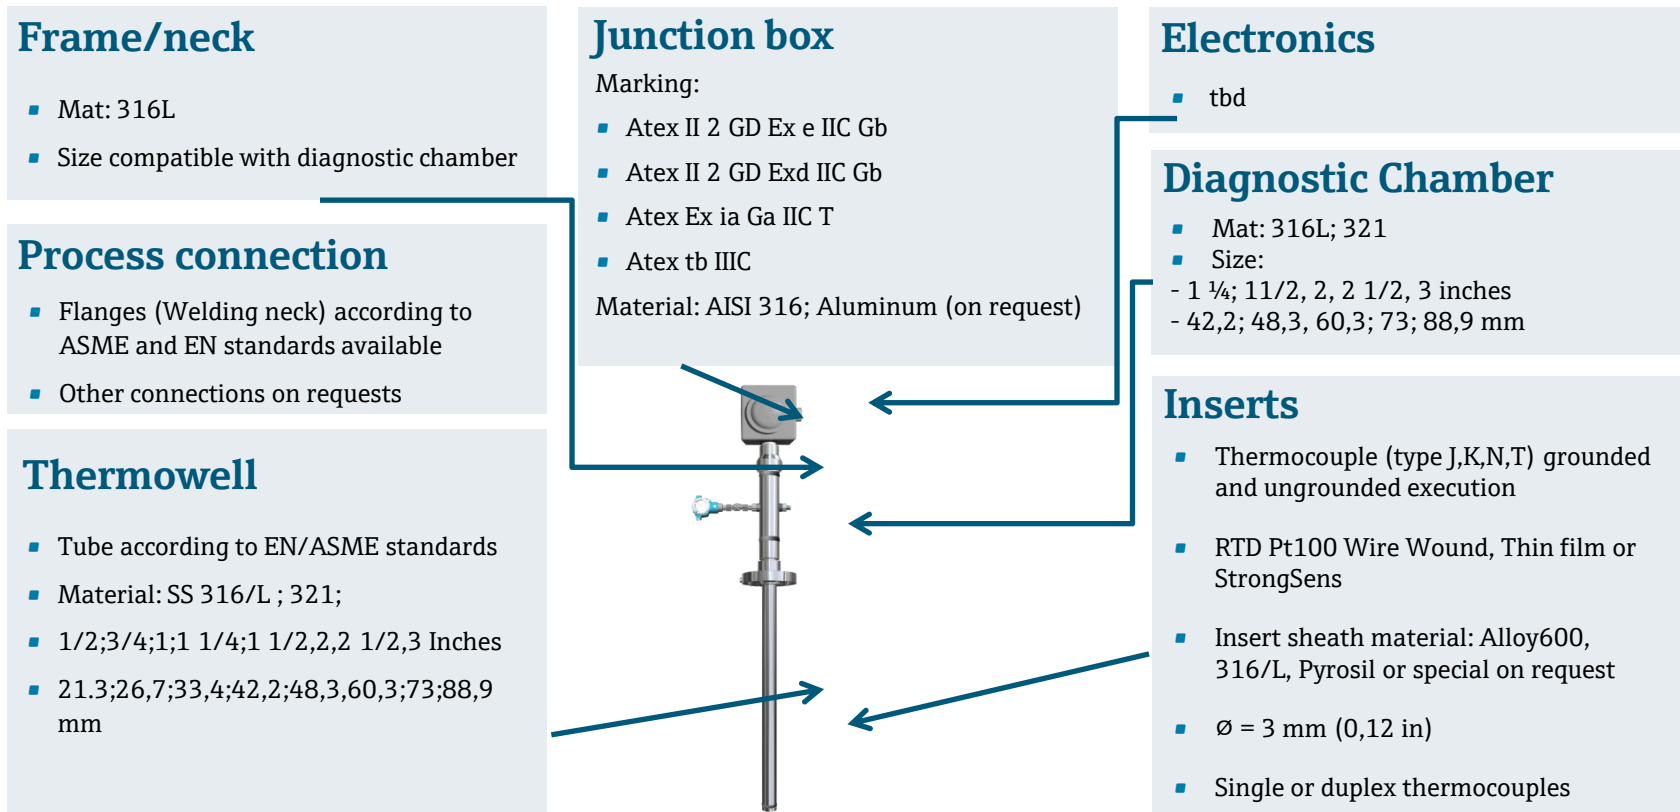 Frame/neck
▪ Mat: 316L
▪ Size compatible with diagnostic chamber
Process connection
▪ Flanges (Welding neck) according to
ASME and EN standards available
▪ Other connections on requests
Thermowell
▪ Tube according to EN/ASME standards
▪ Material: SS 316/L ; 321;
▪ 1/2;3/4;1;1 1/4;1 1/2,2,2 1/2,3 Inches
▪ 21.3;26,7;33,4;42,2;48,3,60,3;73;88,9
mm
Junction box
Marking:
▪ Atex II 2 GD Ex e IIC Gb
▪ Atex II 2 GD Exd IIC Gb
▪ Atex Ex ia Ga IIC T
▪ Atex tb IIIC
Material: AISI 316; Aluminum (on request)
Electronics
▪ tbd
Diagnostic Chamber
▪ Mat: 316L; 321
▪ Size:
- 1 ¼; 11/2, 2, 2 1/2, 3 inches
- 42,2; 48,3, 60,3; 73; 88,9 mm
Inserts
▪ Thermocouple (type J,K,N,T) grounded
and ungrounded execution
▪ RTD Pt100 Wire Wound, Thin film or
StrongSens
▪ Insert sheath material: Alloy600,
316/L, Pyrosil or special on request
▪ Ø = 3 mm (0,12 in)
▪ Single or duplex thermocouples